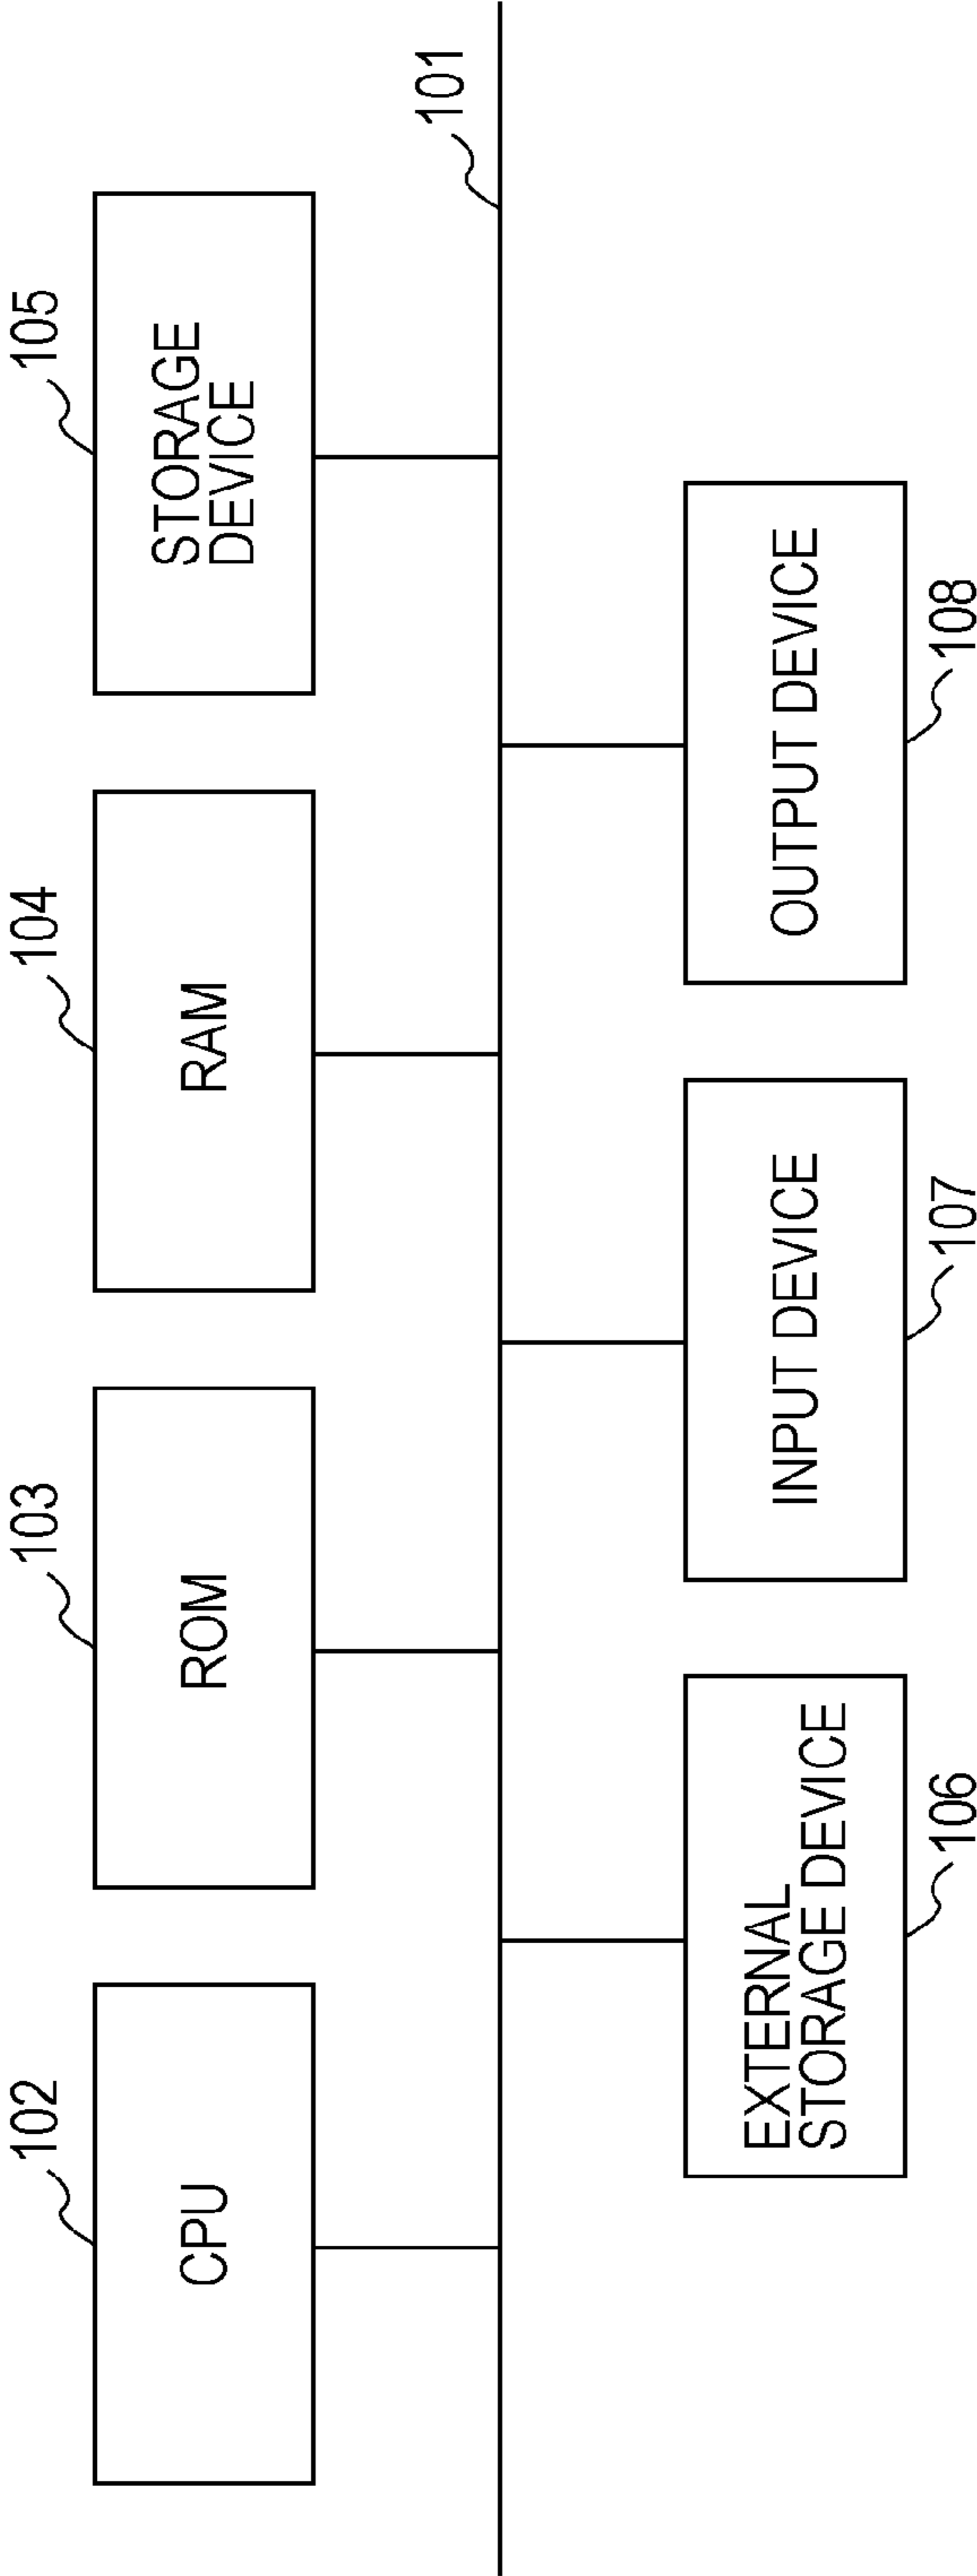 102
CPU
103
ROM
104
RAM
105
STORAGE
DEVICE
101
EXTERNAL
STORAGE DEVICE
106
INPUT DEVICE
107
OUTPUT DEVICE
108